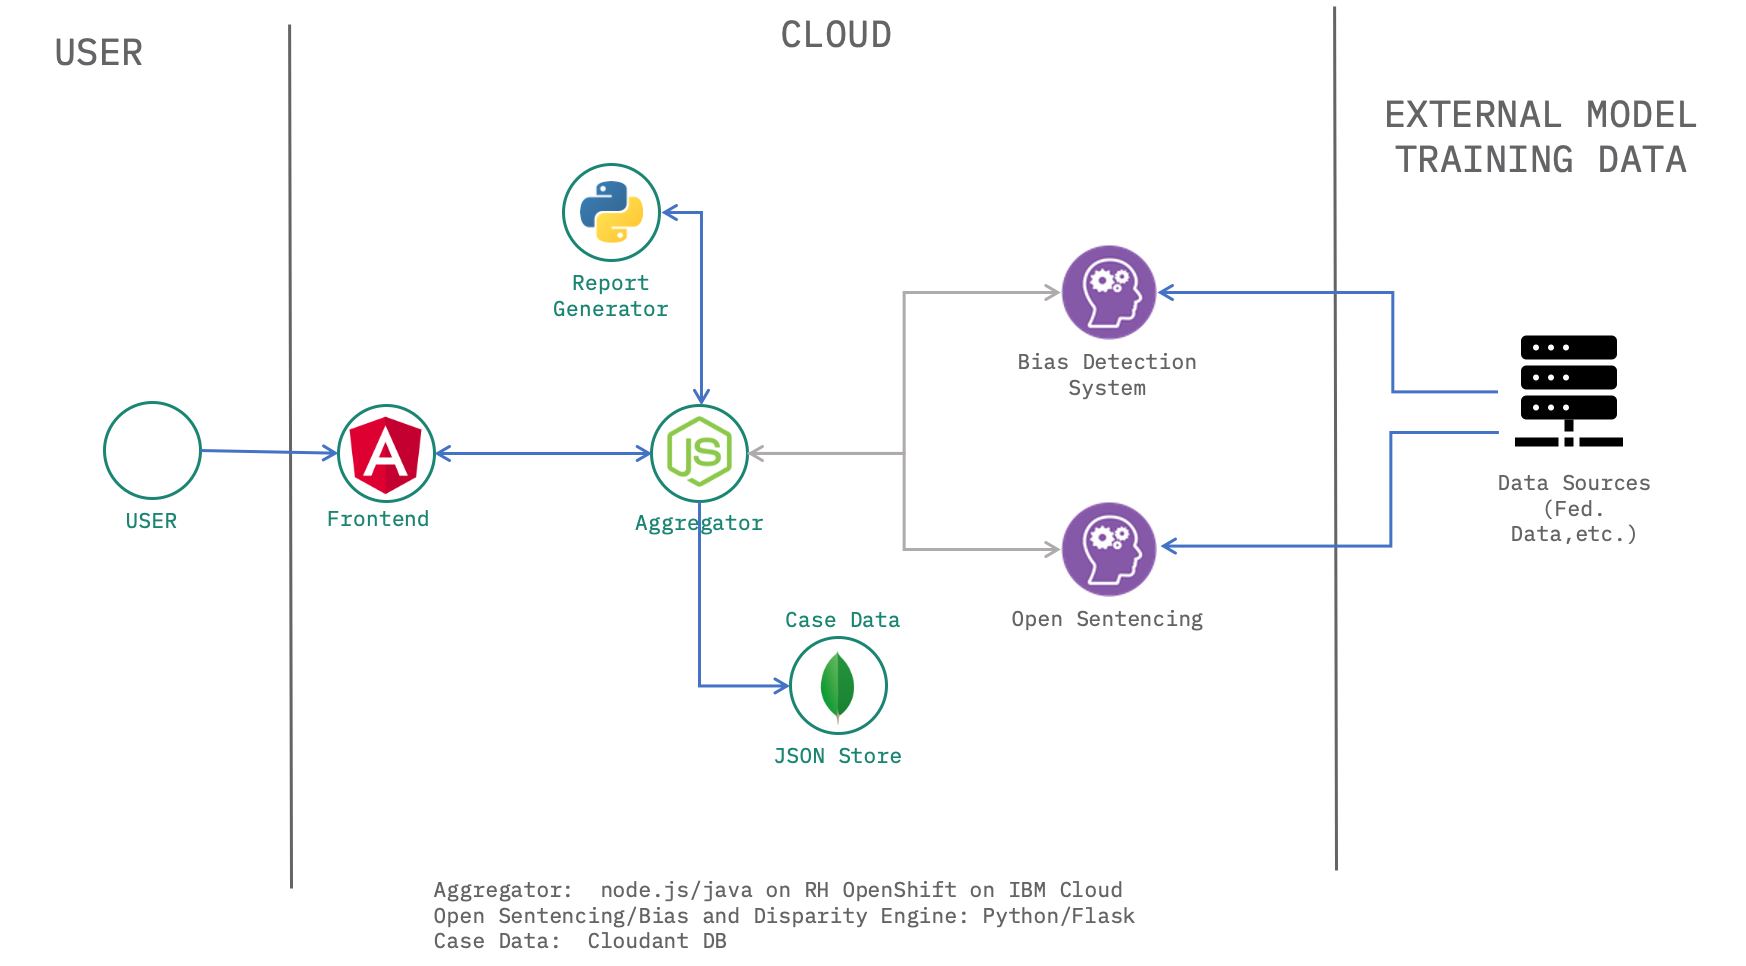 USER
CLOUD
EXTERNAL MODEL
TRAINING DATA
Report
Generator
Bias Detection
System
USER
Frontend
JS
Aggregator
Data Sources
(Fed.
Data,etc.)
Case Data
Open Sentencing
JSON Store
Aggregator:  node.js/java on RH OpenShift on IBM Cloud
Open Sentencing/Bias and Disparity Engine: Python/Flask
Case Data:  Cloudant DB